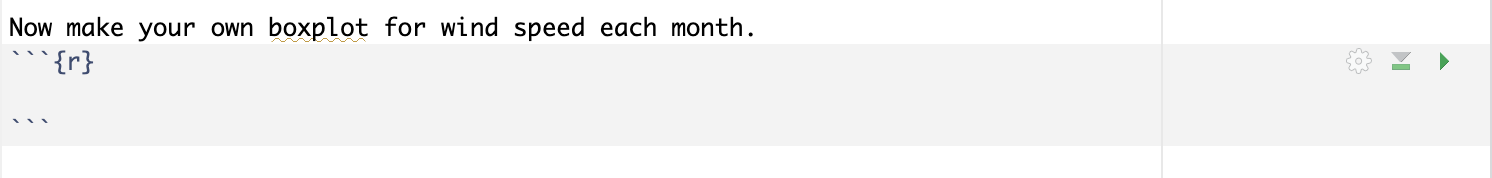 Now make your own boxplot for wind speed each month.
```{r}
```